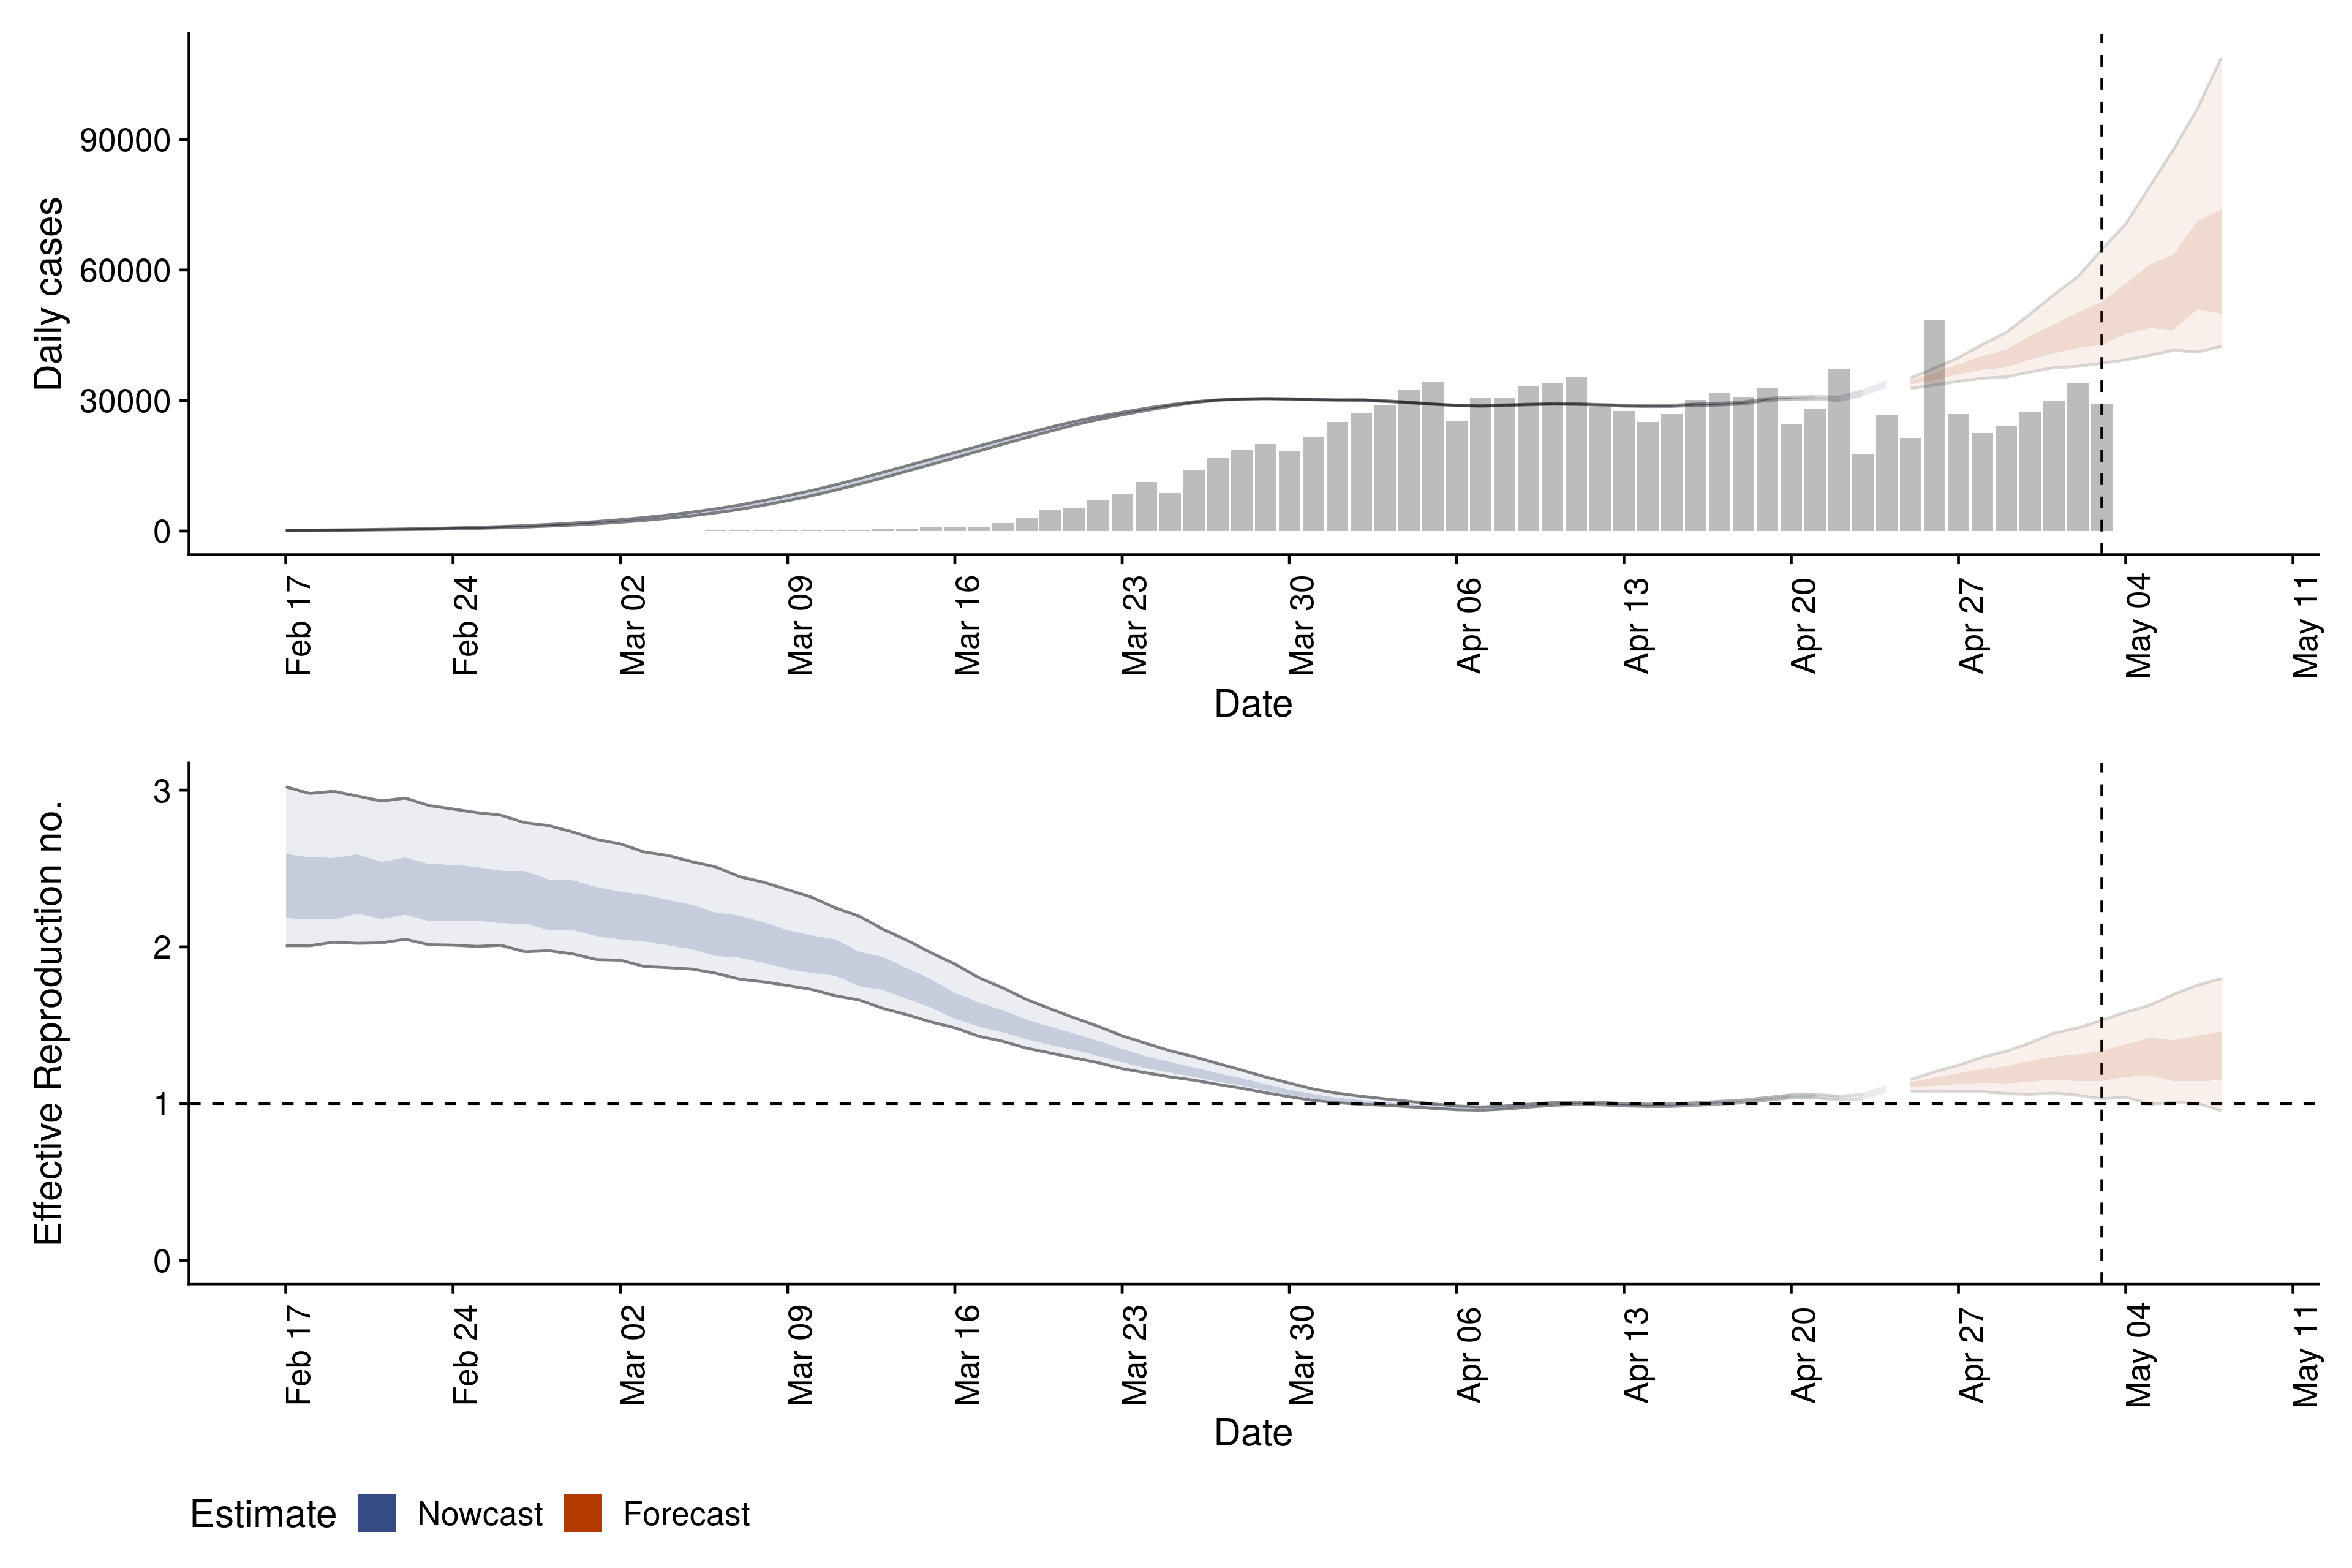 Daily cases
90000
60000
30000
0
Feb 17 Feb 24 Mar 02 Mar 09 Mar 16 Mar 23 Mar 30 Apr 06 Apr 13 Apr 20 Apr 27 May 04 May 11
Date
Effective Reproduction no.
3
2
1
0
Feb 17 Feb 24 Mar 02 Mar 09 Mar 16 Mar 23 Mar 30 Apr 06 Apr 13 Apr 20 Apr 27 May 04 May 11
Date
Estimate Nowcast Forecast